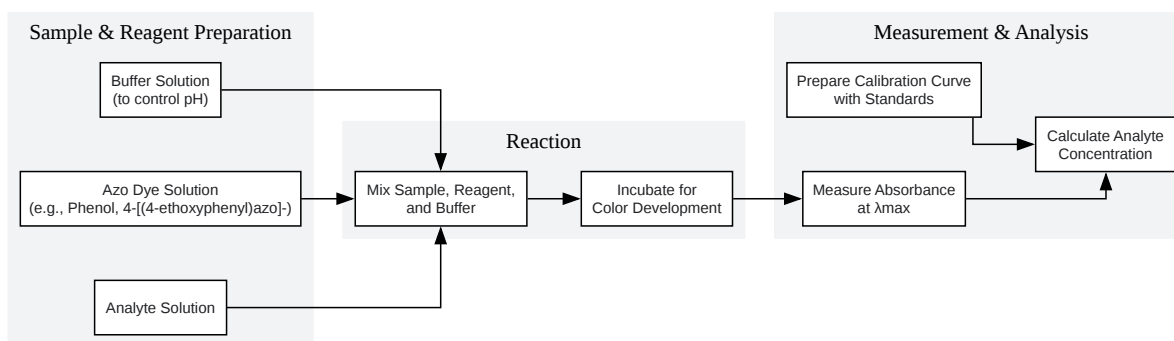 Sample & Reagent Preparation
Buffer Solution
(to control pH)
Azo Dye Solution
(e.g., Phenol, 4-[(4-ethoxyphenyl)azo]-)
Analyte Solution
Reaction
Mix Sample, Reagent,
and Buffer
Incubate for
Color Development
Measurement & Analysis
Prepare Calibration Curve
with Standards
Measure Absorbance
at λmax
Calculate Analyte
Concentration